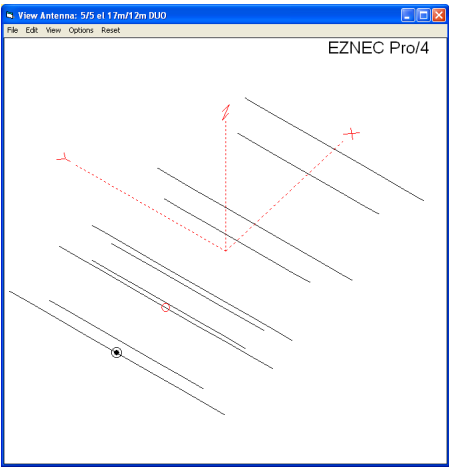 View Antenna: 5/5 el 17m/12m DUO
File Edit View Options Reset
EZNEC Pro/4
Z
X
Y